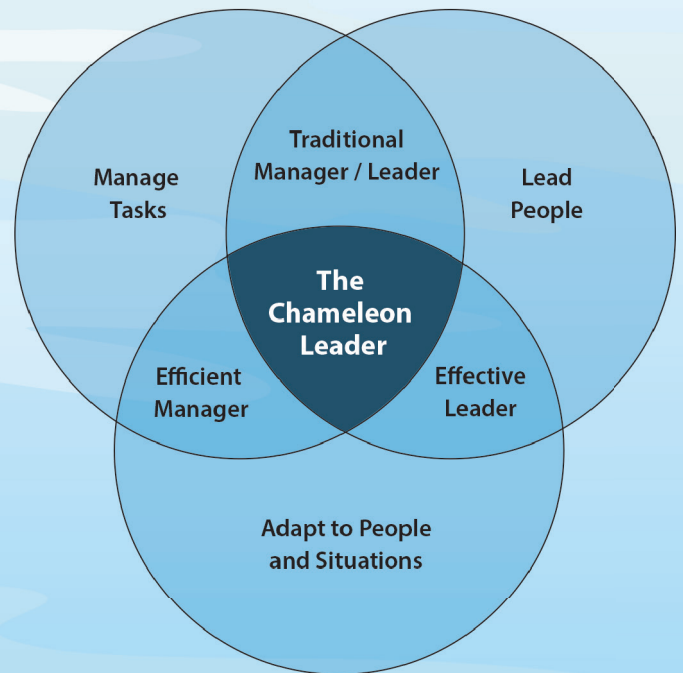 Traditional
Manager / Leader
Manage
Tasks
Lead
People
The
Chameleon
Leader
Efficient
Manager
Effective
Leader
Adapt to People
and Situations